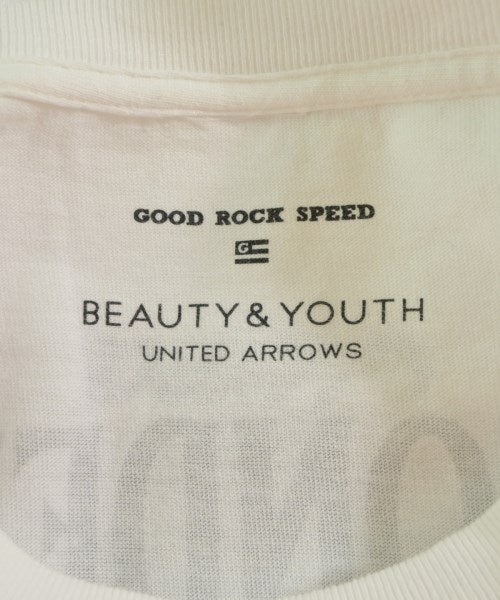 GOOD ROCK SPEED
G
BEAUTY & YOUTH
UNITED ARROWS